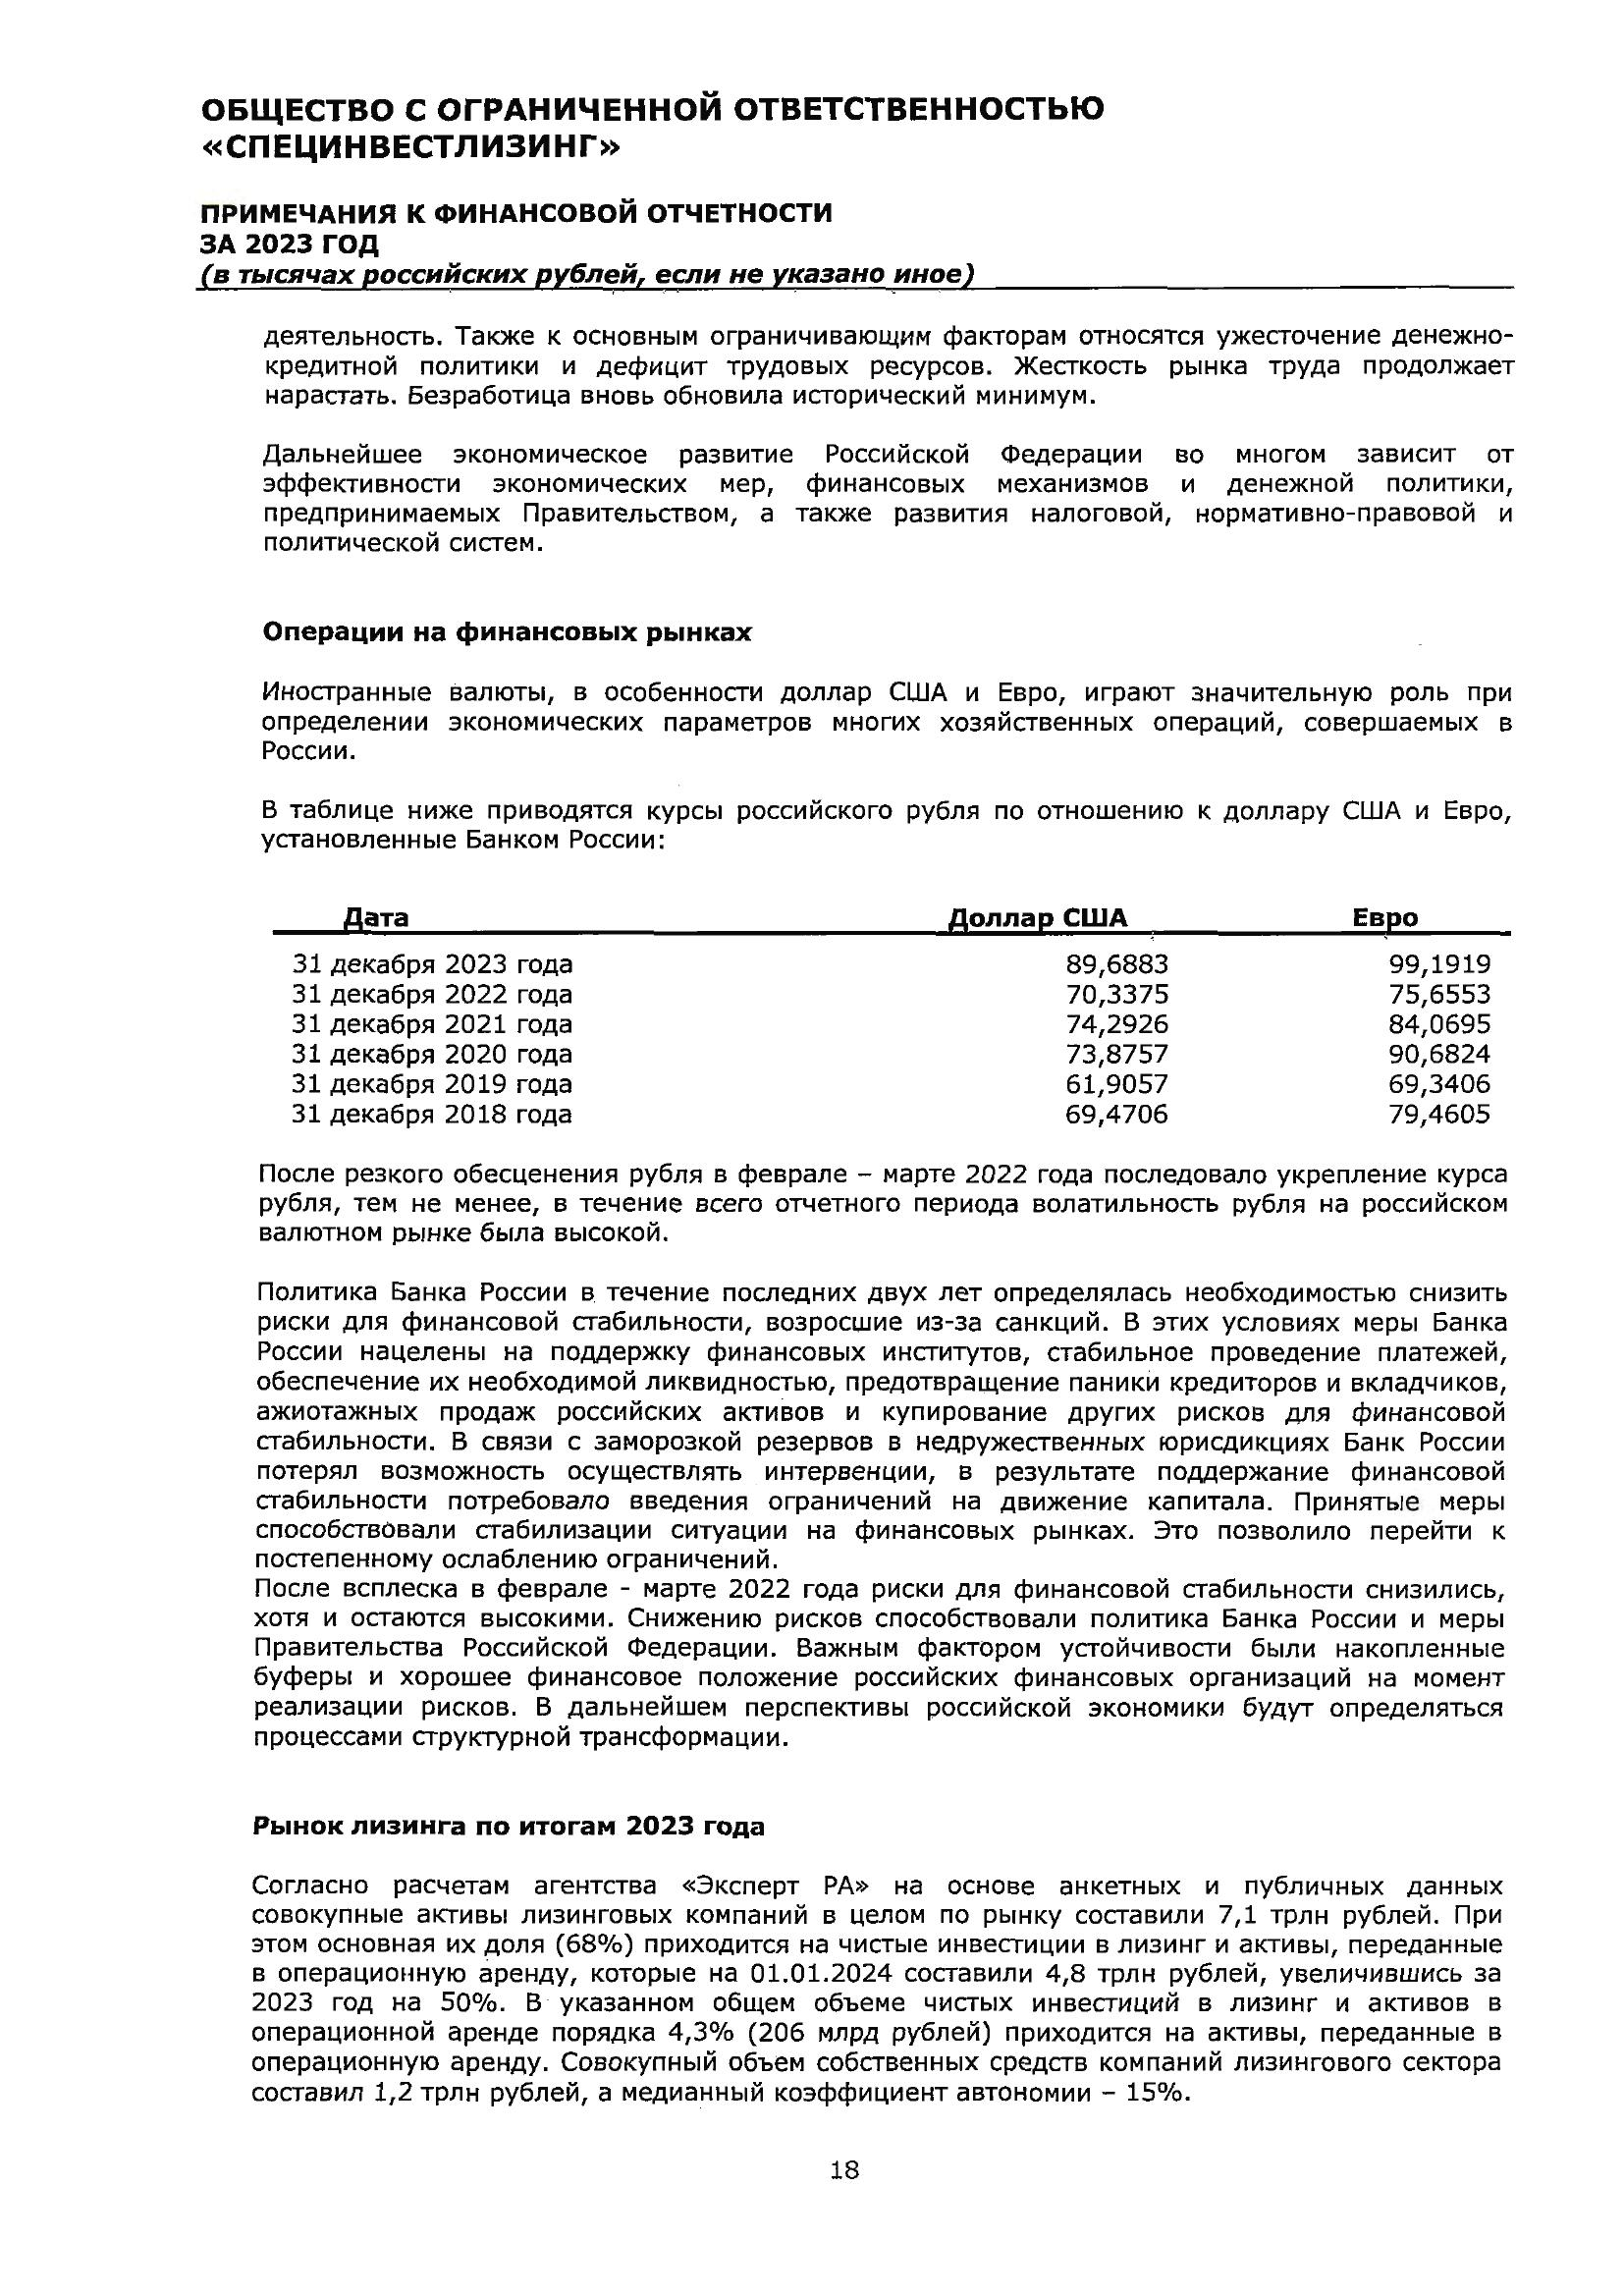 ОБЩЕСТВО С ОГРАНИЧЕННОЙ ОТВЕТСТВЕННОСТЬЮ
«СПЕЦИНВЕСТЛИЗИНГ»
ПРИМЕЧАНИЯ К ФИНАНСОВОЙ ОТЧЕТНОСТИ
ЗА 2023 ГОД
(в тысячах российских рублей, если не указано иное)
деятельность. Также к основным ограничивающим факторам относятся ужесточение денежно-
кредитной политики и дефицит трудовых ресурсов. Жесткость рынка труда продолжает
нарастать. Безработица вновь обновила исторический минимум.
Дальнейшее экономическое развитие Российской Федерации во многом зависит от
эффективности экономических мер, финансовых механизмов и денежной политики,
предпринимаемых Правительством, а также развития налоговой, нормативно-правовой и
политической систем.
Операции на финансовых рынках
Иностранные валюты, в особенности доллар США и Евро, играют значительную роль при
определении экономических параметров многих хозяйственных операций, совершаемых в
России.
В таблице ниже приводятся курсы российского рубля по отношению к доллару США и Евро,
установленные Банком России:
Дата Доллар США Евро
31 декабря 2023 года 89,6883 99,1919
31 декабря 2022 года 70,3375 75,6553
31 декабря 2021 года 74,2926 84,0695
31 декабря 2020 года 73,8757 90,6824
31 декабря 2019 года 61,9057 69,3406
31 декабря 2018 года 69,4706 79,4605
После резкого обесценения рубля в феврале – марте 2022 года последовало укрепление курса
рубля, тем не менее, в течение всего отчетного периода волатильность рубля на российском
валютном рынке была высокой.
Политика Банка России в течение последних двух лет определялась необходимостью снизить
риски для финансовой стабильности, возросшие из-за санкций. В этих условиях меры Банка
России нацелены на поддержку финансовых институтов, стабильное проведение платежей,
обеспечение их необходимой ликвидностью, предотвращение паники кредиторов и вкладчиков,
ажиотажных продаж российских активов и купирование других рисков для финансовой
стабильности. В связи с заморозкой резервов в недружественных юрисдикциях Банк России
потерял возможность осуществлять интервенции, в результате поддержание финансовой
стабильности потребовало введения ограничений на движение капитала. Принятые меры
способствовали стабилизации ситуации на финансовых рынках. Это позволило перейти к
постепенному ослаблению ограничений.
После всплеска в феврале - марте 2022 года риски для финансовой стабильности снизились,
хотя и остаются высокими. Снижению рисков способствовали политика Банка России и меры
Правительства Российской Федерации. Важным фактором устойчивости были накопленные
буферы и хорошее финансовое положение российских финансовых организаций на момент
реализации рисков. В дальнейшем перспективы российской экономики будут определяться
процессами структурной трансформации.
Рынок лизинга по итогам 2023 года
Согласно расчетам агентства «Эксперт РА» на основе анкетных и публичных данных
совокупные активы лизинговых компаний в целом по рынку составили 7,1 трлн рублей. При
этом основная их доля (68%) приходится на чистые инвестиции в лизинг и активы, переданные
в операционную аренду, которые на 01.01.2024 составили 4,8 трлн рублей, увеличившись за
2023 год на 50%. В указанном общем объеме чистых инвестиций в лизинг и активов в
операционной аренде порядка 4,3% (206 млрд рублей) приходится на активы, переданные в
операционную аренду. Совокупный объем собственных средств компаний лизингового сектора
составил 1,2 трлн рублей, а медианный коэффициент автономии – 15%.
18